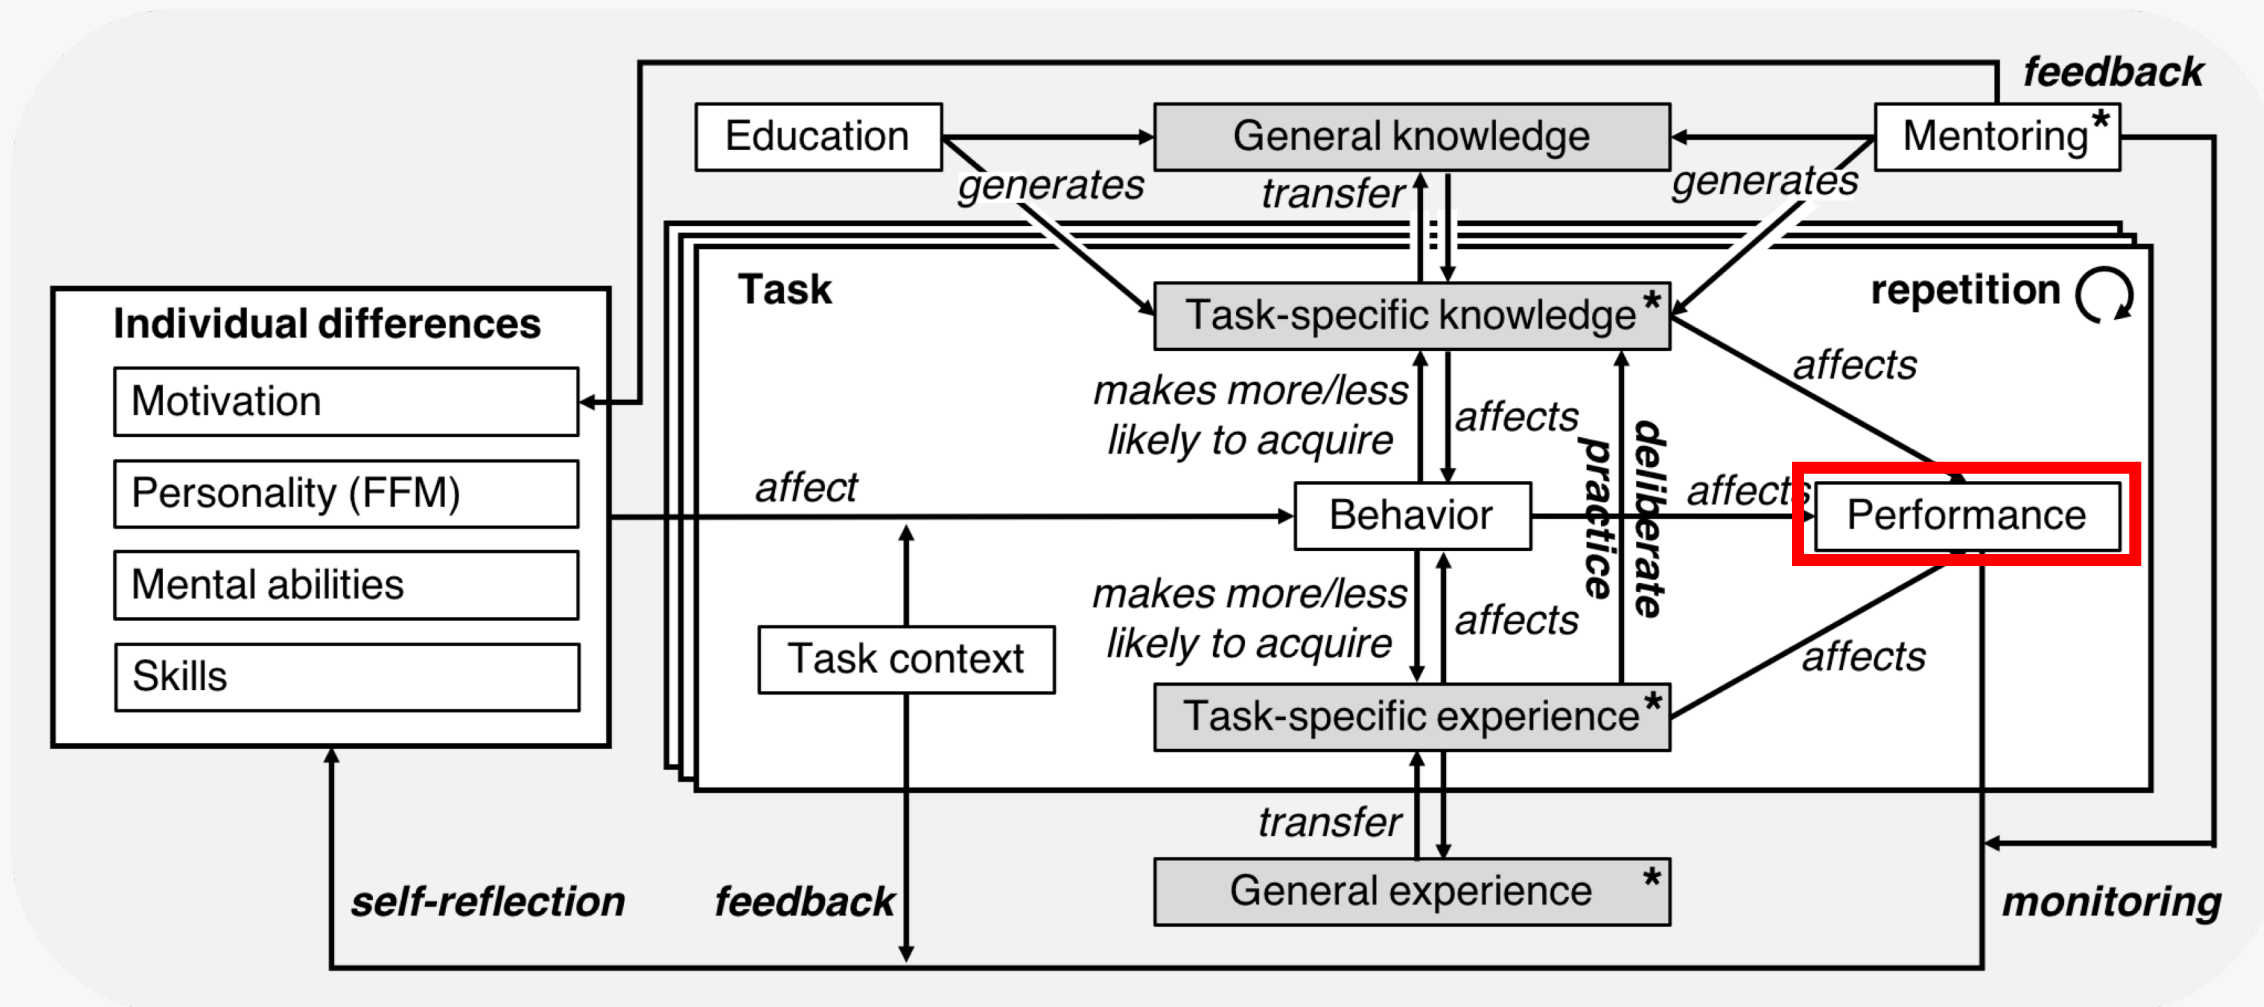 feedback
Education
General knowledge
Mentoring*
generates
transfer
generates
Task
repetition
Individual differences
Task-specific knowledge*
Motivation
makes more/less
likely to acquire
affects
affects
deliberate
practice
Personality (FFM)
affect
Behavior
affects
Performance
Mental abilities
makes more/less
likely to acquire
affects
Task context
affects
Skills
Task-specific experience*
transfer
self-reflection
feedback
General experience *
monitoring